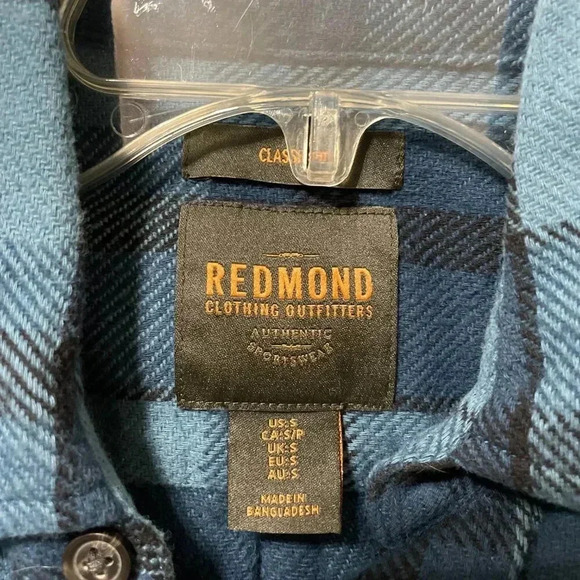 REDMOND
CLOTHING OUTFITTERS
AUTHENTIC
SPORTSWEAR
US:S
CA:S/P
UK:S
EU:S
AU:S
MADE IN
BANGLADESH